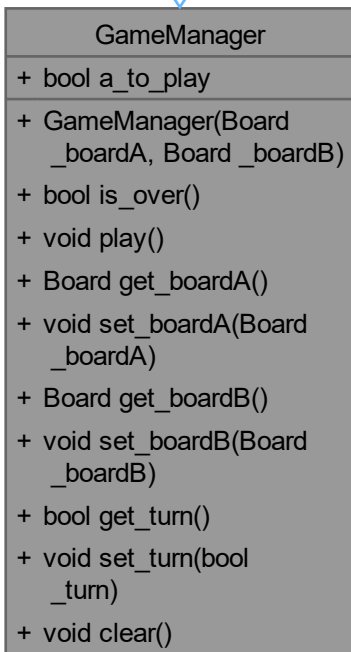 GameManager
+ bool a_to_play
+ GameManager(Board
_boardA, Board _boardB)
+ bool is_over()
+ void play()
+ Board get_boardA()
+ void set_boardA(Board
_boardA)
+ Board get_boardB()
+ void set_boardB(Board
_boardB)
+ bool get_turn()
+ void set_turn(bool
_turn)
+ void clear()